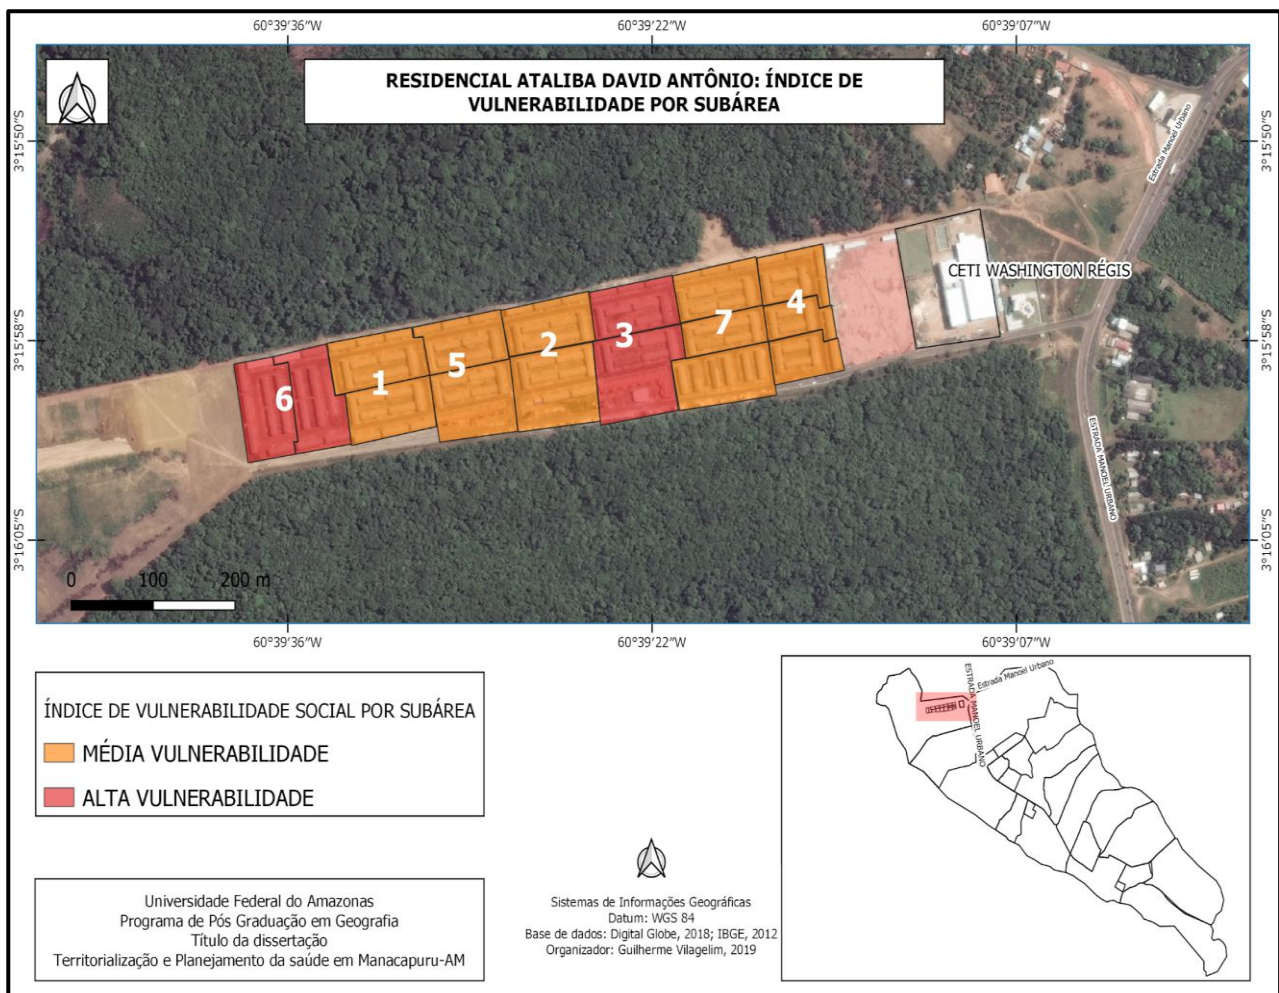 60°39'36"W
60°39'22"W
60°39'07"W
RESIDENCIAL ATALIBA DAVID ANTÔNIO: ÍNDICE DE
VULNERABILIDADE POR SUBÁREA
3°15'50"S
3°15'50"S
Estrada Manoel Urbano
CETI WASHINGTON RÉGIS
3°15'58"S
3°15'58"S
6
1
5
2
3
7
4
ESTRADA MANOEL URBANO
3°16'05"S
3°16'05"S
0 100 200 m
60°39'36"W
60°39'22"W
60°39'07"W
ÍNDICE DE VULNERABILIDADE SOCIAL POR SUBÁREA
MÉDIA VULNERABILIDADE
ALTA VULNERABILIDADE
Universidade Federal do Amazonas
Programa de Pós Graduação em Geografia
Título da dissertação
Territorialização e Planejamento da saúde em Manacapuru-AM
Sistemas de Informações Geográficas
Datum: WGS 84
Base de dados: Digital Globe, 2018; IBGE, 2012
Organizador: Guilherme Vilagelim, 2019
Estrada Manoel Urbano
ESTRADA MANOEL URBANO